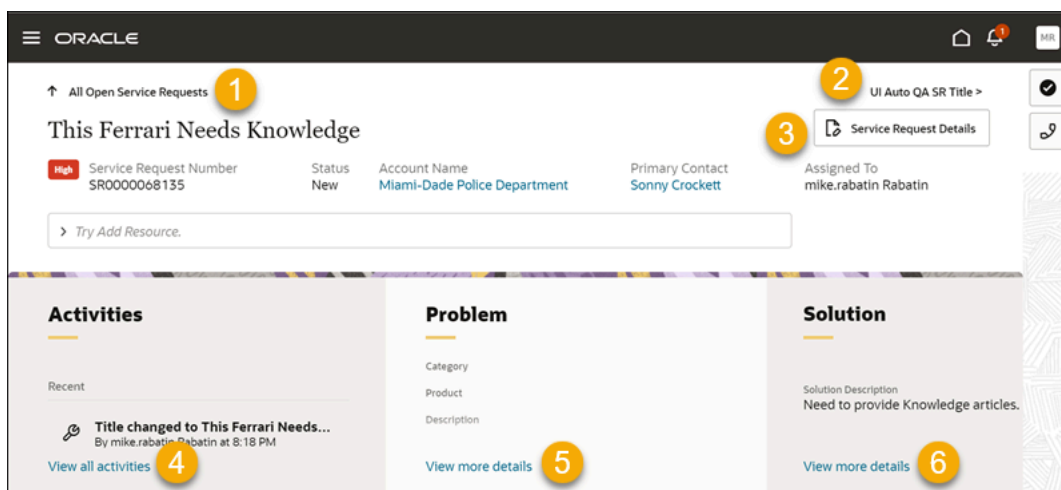 ORACLE
1
MR
All Open Service Requests
1
2
UI Auto QA SR Title >
This Ferrari Needs Knowledge
3
Service Request Details
High
Service Request Number
SR0000068135
Status
New
Account Name
Miami-Dade Police Department
Primary Contact
Sonny Crockett
Assigned To
mike.rabatin Rabatin
> Try Add Resource.
Activities
Recent
Title changed to This Ferrari Needs...
By mike.rabatin Rabatin at 8:18 PM
View all activities
4
Problem
Category
Product
Description
View more details
5
Solution
Solution Description
Need to provide Knowledge articles.
View more details
6